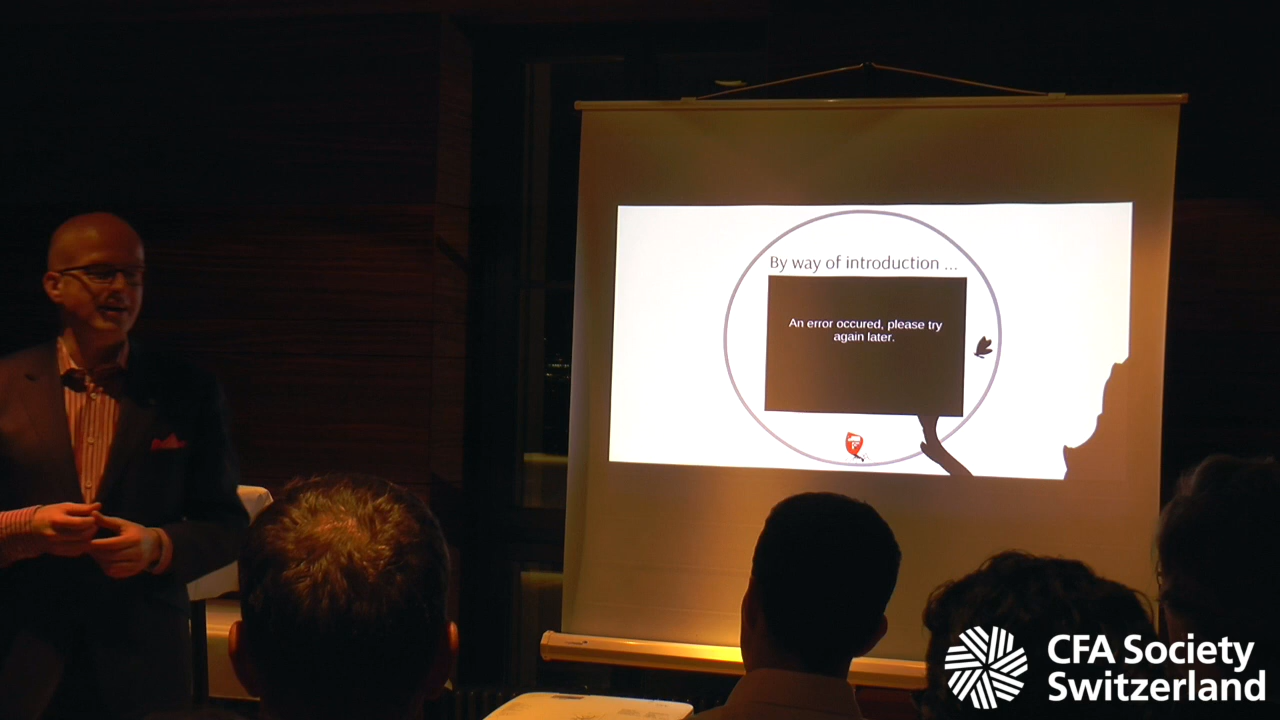 By way of introduction ...
An error occured, please try
again later.
CFA Society
Switzerland